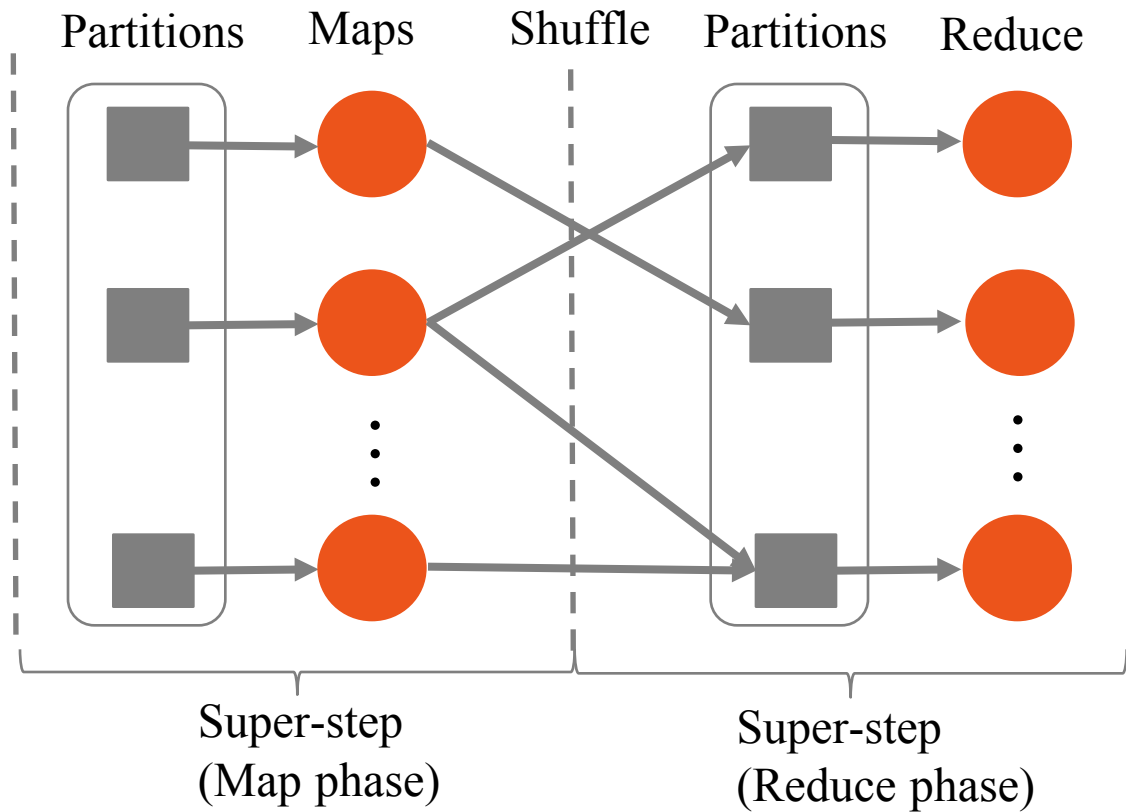 Partitions Maps Shuffle Partitions Reduce
Super-step
(Map phase)
Super-step
(Reduce phase)